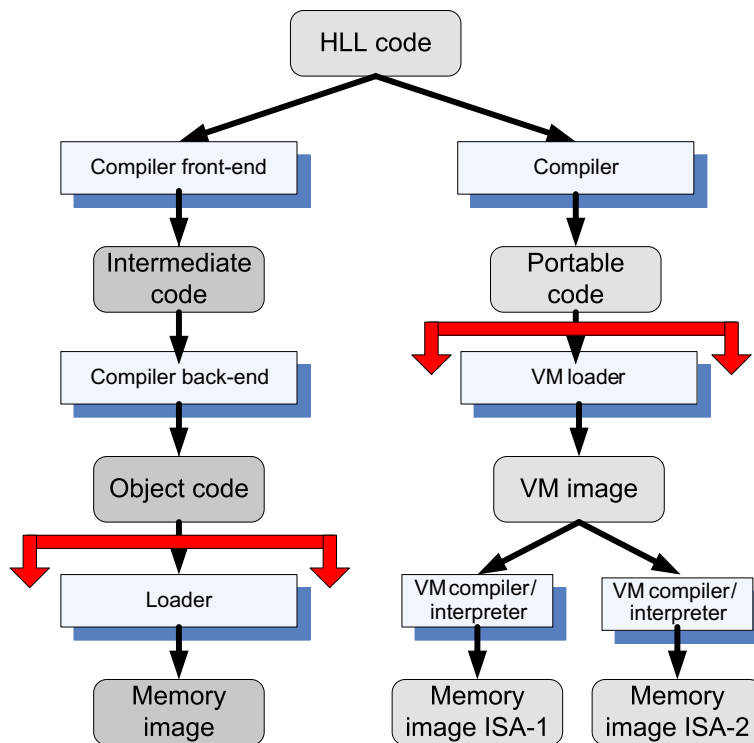 HLL code
Compiler front-end
Compiler
Intermediate
code
Portable
code
Compiler back-end
VM loader
Object code
VM image
Loader
VM compiler/
interpreter
VM compiler/
interpreter
Memory
image
Memory
image ISA-1
Memory
image ISA-2